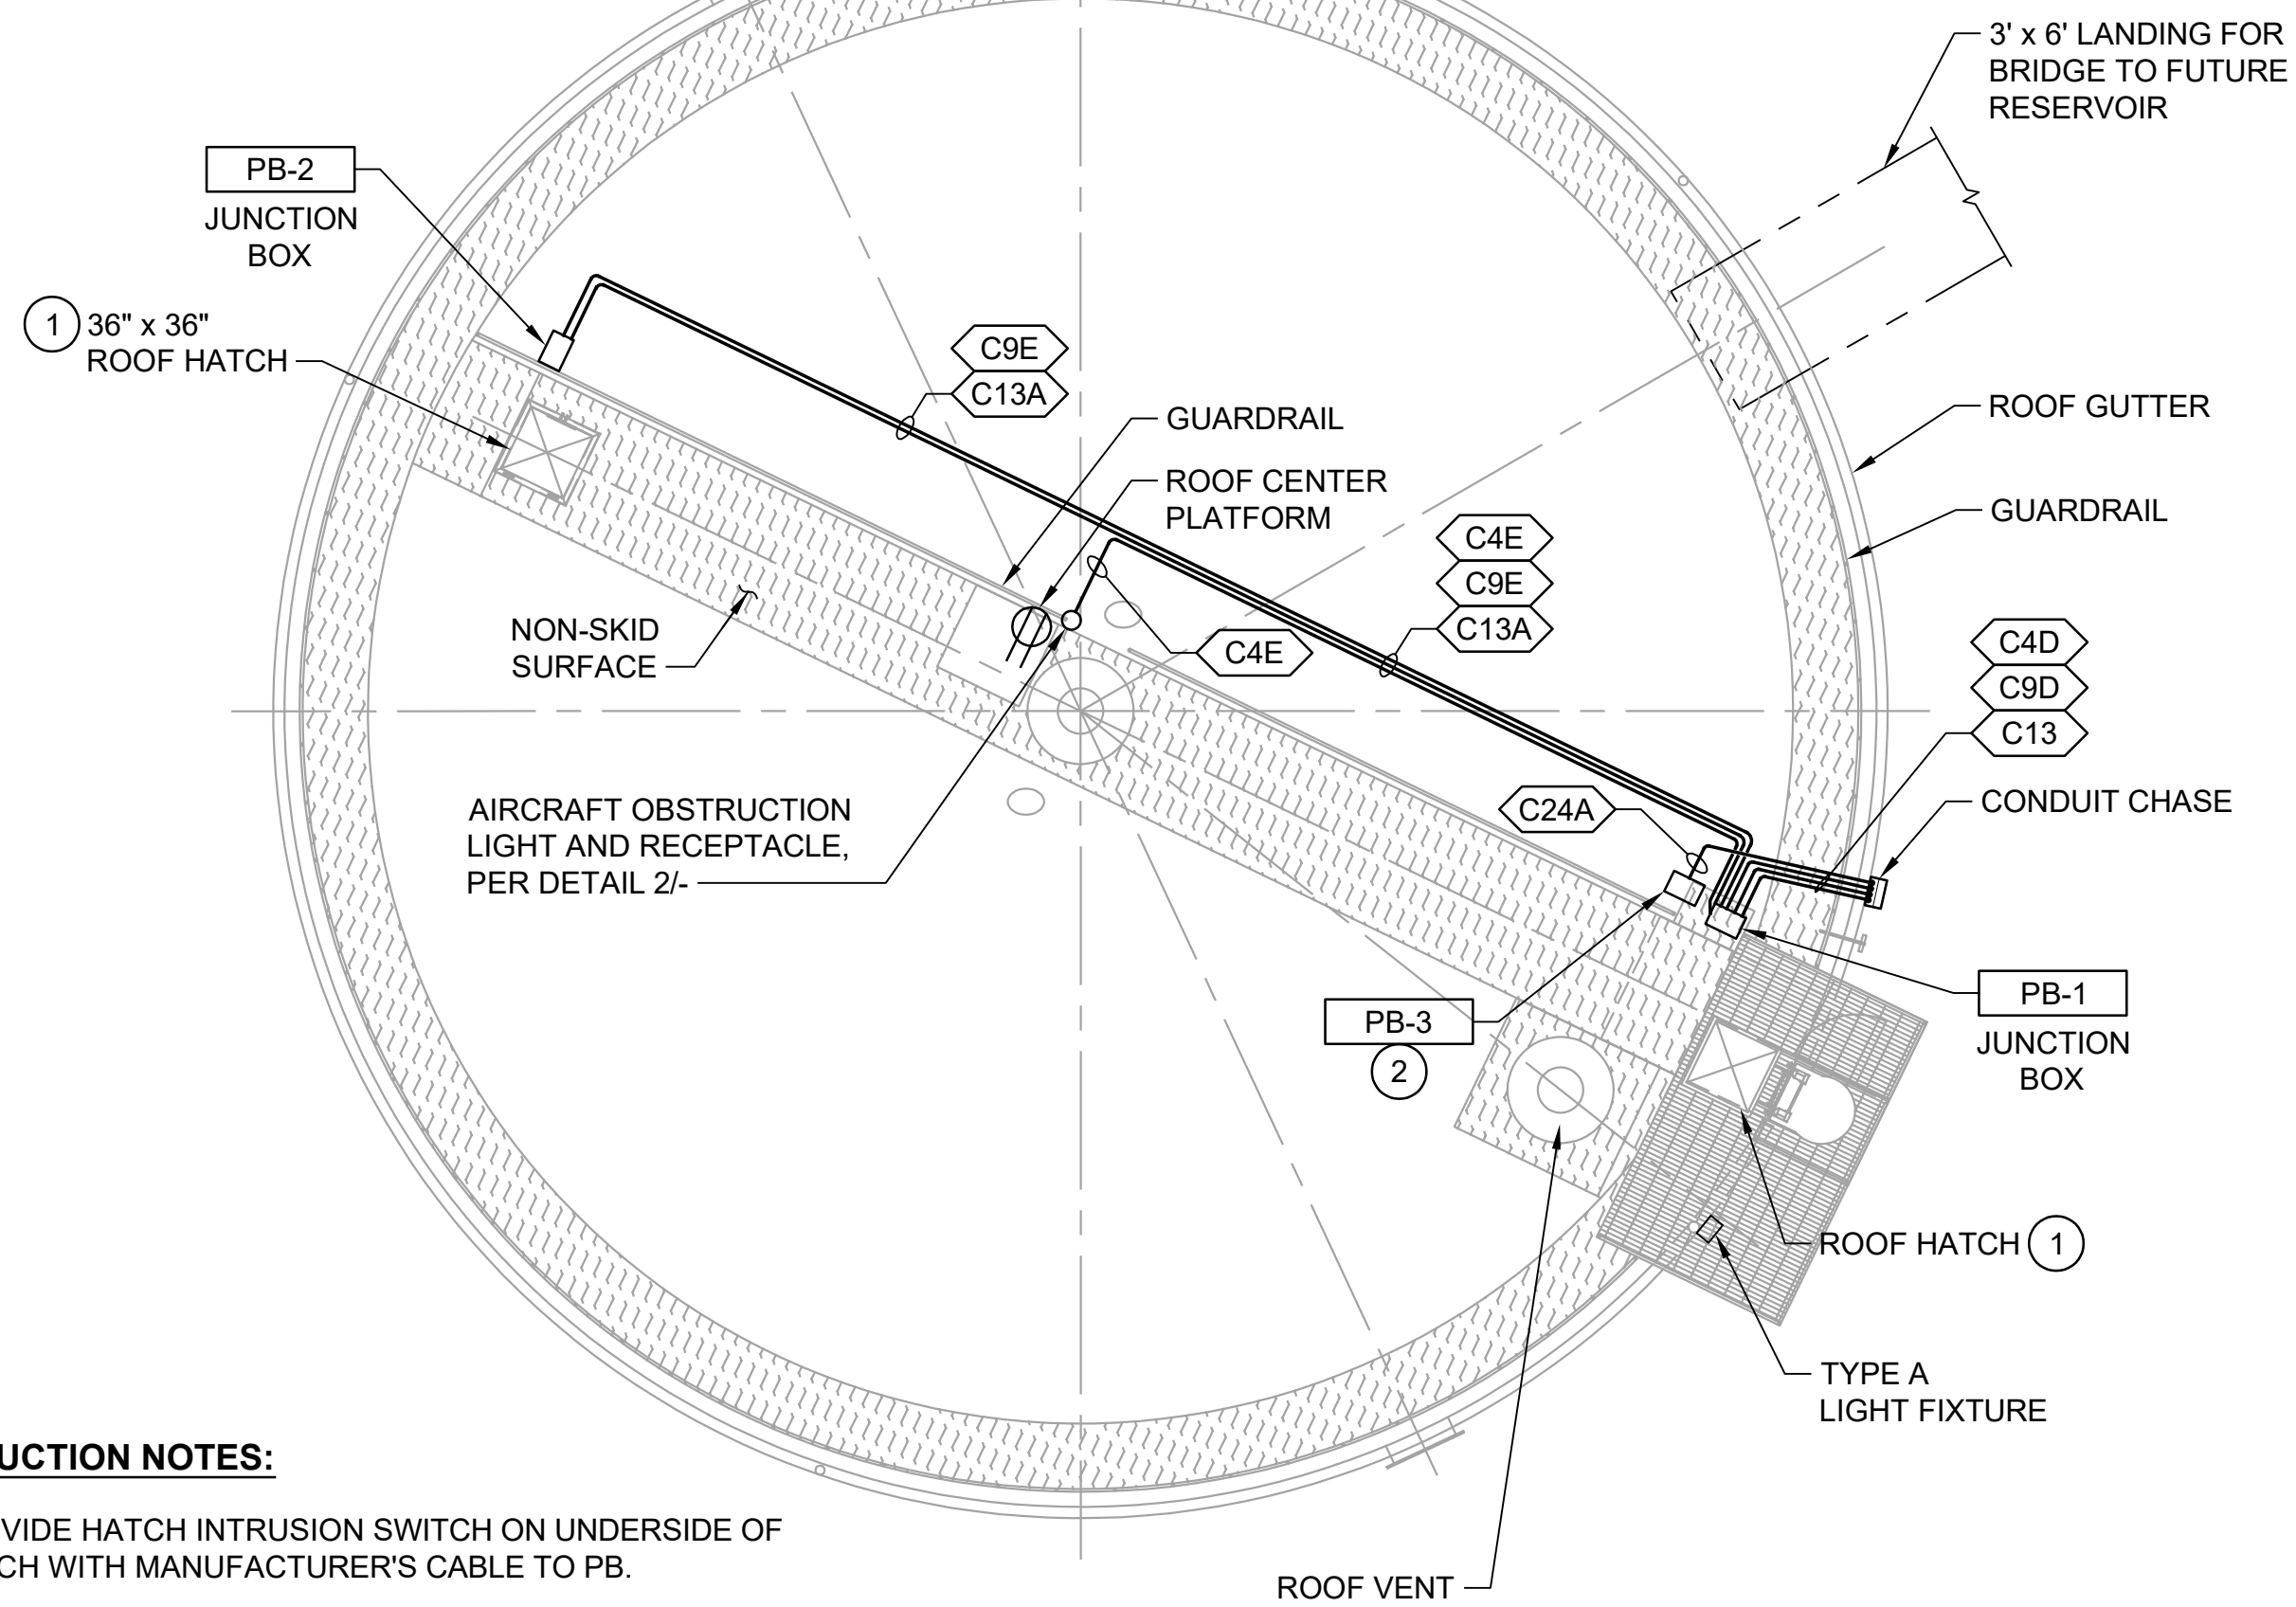 3' x 6' LANDING FOR
BRIDGE TO FUTURE
RESERVOIR
PB-2
JUNCTION
BOX
1
36" x 36"
ROOF HATCH
C9E
C13A
GUARDRAIL
ROOF CENTER
PLATFORM
ROOF GUTTER
GUARDRAIL
C4E
C9E
C13A
NON-SKID
SURFACE
C4E
C4D
C9D
C13
CONDUIT CHASE
C24A
AIRCRAFT OBSTRUCTION
LIGHT AND RECEPTACLE,
PER DETAIL 2/-
PB-3
2
PB-1
JUNCTION
BOX
ROOF HATCH 1
TYPE A
LIGHT FIXTURE
UCTION NOTES:
VIDE HATCH INTRUSION SWITCH ON UNDERSIDE OF
CH WITH MANUFACTURER'S CABLE TO PB.
ROOF VENT